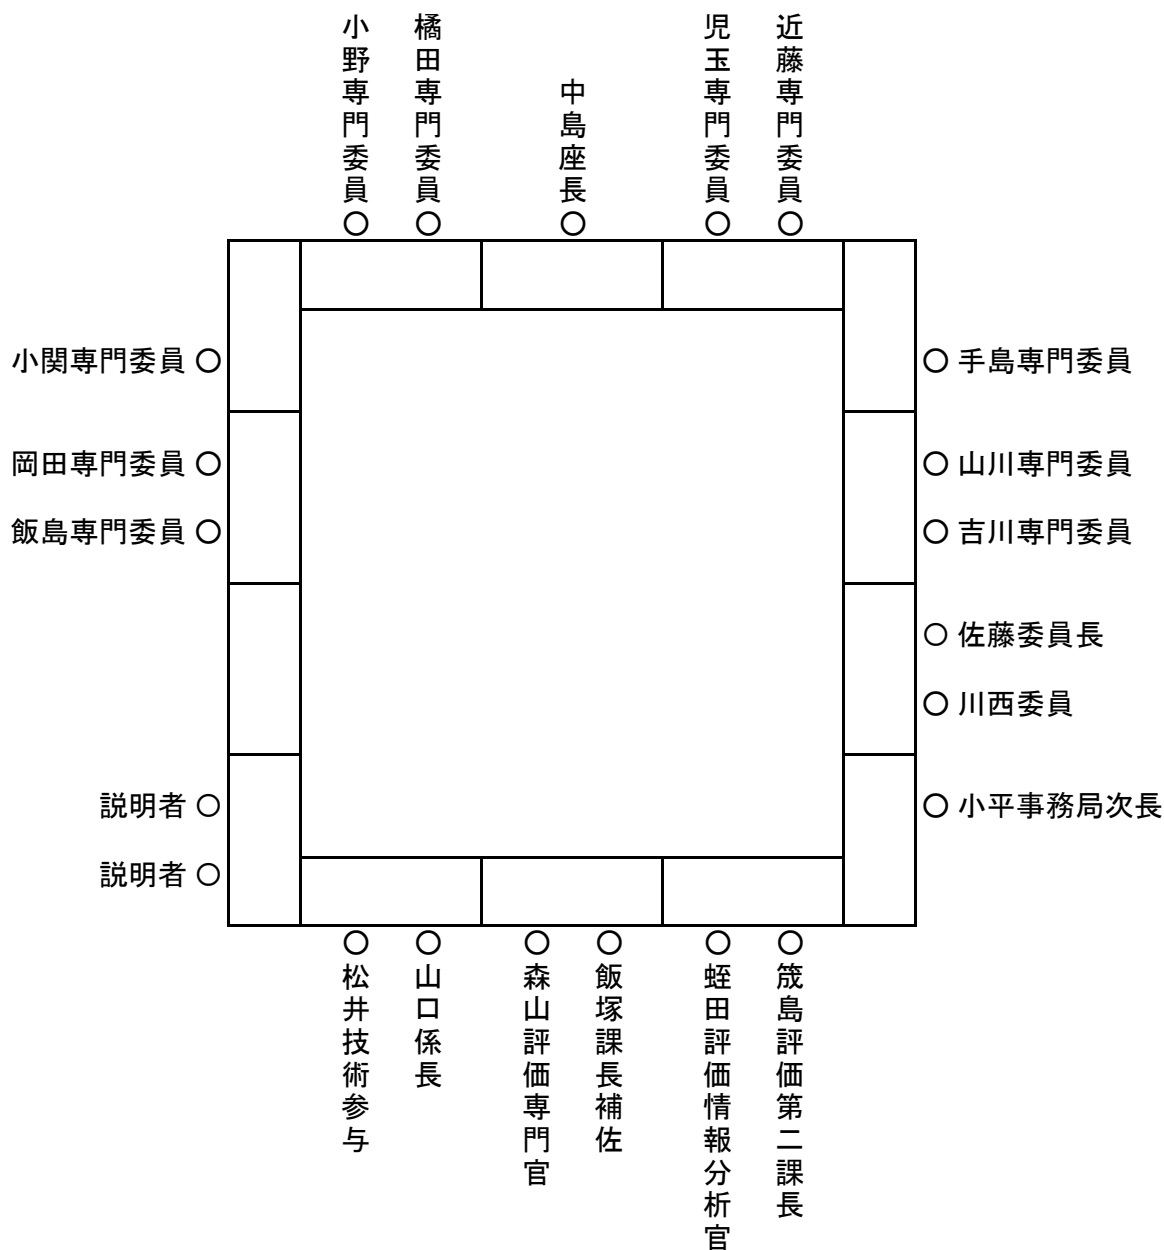 小野専門委員
橘田専門委員
中島座長
児玉専門委員
近藤専門委員
小関専門委員
手島専門委員
岡田専門委員
山川専門委員
飯島専門委員
吉川専門委員
佐藤委員長
川西委員
説明者
小平事務局次長
説明者
松井技術参与
山口係長
森山評価専門官
飯塚課長補佐
蛭田評価情報分析官
筬島評価第二課長